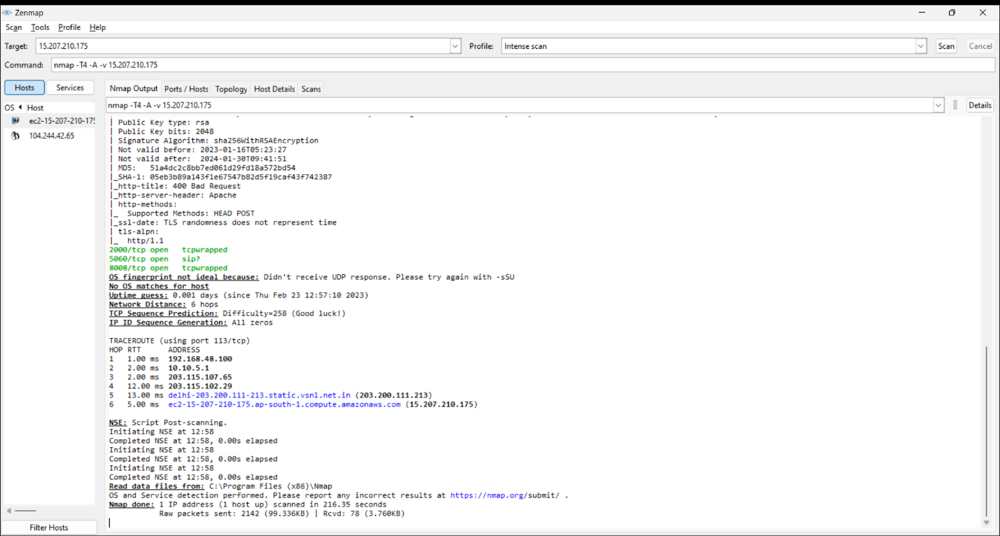 Zenmap
Scan Tools Profile Help
Target: 15.207.210.175 Profile: Intense scan Scan Cancel
Command: nmap -T4 -A -v 15.207.210.175
Hosts Services
Nmap Output Ports / Hosts Topology Host Details Scans
OS Host
nmap -T4 -A -v 15.207.210.175 Details
ec2-15-207-210-175
104.244.42.65
| Public Key type: rsa
| Public Key bits: 2048
| Signature Algorithm: sha256WithRSAEncryption
| Not valid before: 2023-01-16T05:23:27
| Not valid after:  2024-01-30T09:41:51
| MD5:   51a4dc2c8bb7ed061d29fd18a572bd54
|_SHA-1: 05eb3b89a143f1e67547b82d5f19caf43f742387
|_http-title: 400 Bad Request
|_http-server-header: Apache
| http-methods:
|_  Supported Methods: HEAD POST
|_ssl-date: TLS randomness does not represent time
| tls-alpn:
|_  http/1.1
2000/tcp open   tcpwrapped
5060/tcp open   sip?
8008/tcp open   tcpwrapped
OS fingerprint not ideal because: Didn't receive UDP response. Please try again with -sSU
No OS matches for host
Uptime guess: 0.001 days (since Thu Feb 23 12:57:10 2023)
Network Distance: 6 hops
TCP Sequence Prediction: Difficulty=258 (Good luck!)
IP ID Sequence Generation: All zeros
TRACEROUTE (using port 113/tcp)
HOP RTT      ADDRESS
1   1.00 ms  192.168.48.100
2   2.00 ms  10.10.5.1
3   2.00 ms  203.115.107.65
4   12.00 ms 203.115.102.29
5   13.00 ms delhi-203.200.111-213.static.vsnl.net.in (203.200.111.213)
6   5.00 ms  ec2-15-207-210-175.ap-south-1.compute.amazonaws.com (15.207.210.175)
NSE: Script Post-scanning.
Initiating NSE at 12:58
Completed NSE at 12:58, 0.00s elapsed
Initiating NSE at 12:58
Completed NSE at 12:58, 0.00s elapsed
Initiating NSE at 12:58
Completed NSE at 12:58, 0.00s elapsed
Read data files from: C:\Program Files (x86)\Nmap
OS and Service detection performed. Please report any incorrect results at https://nmap.org/submit/ .
Nmap done: 1 IP address (1 host up) scanned in 216.35 seconds
Raw packets sent: 2142 (99.336KB) | Rcvd: 78 (3.760KB)
Filter Hosts